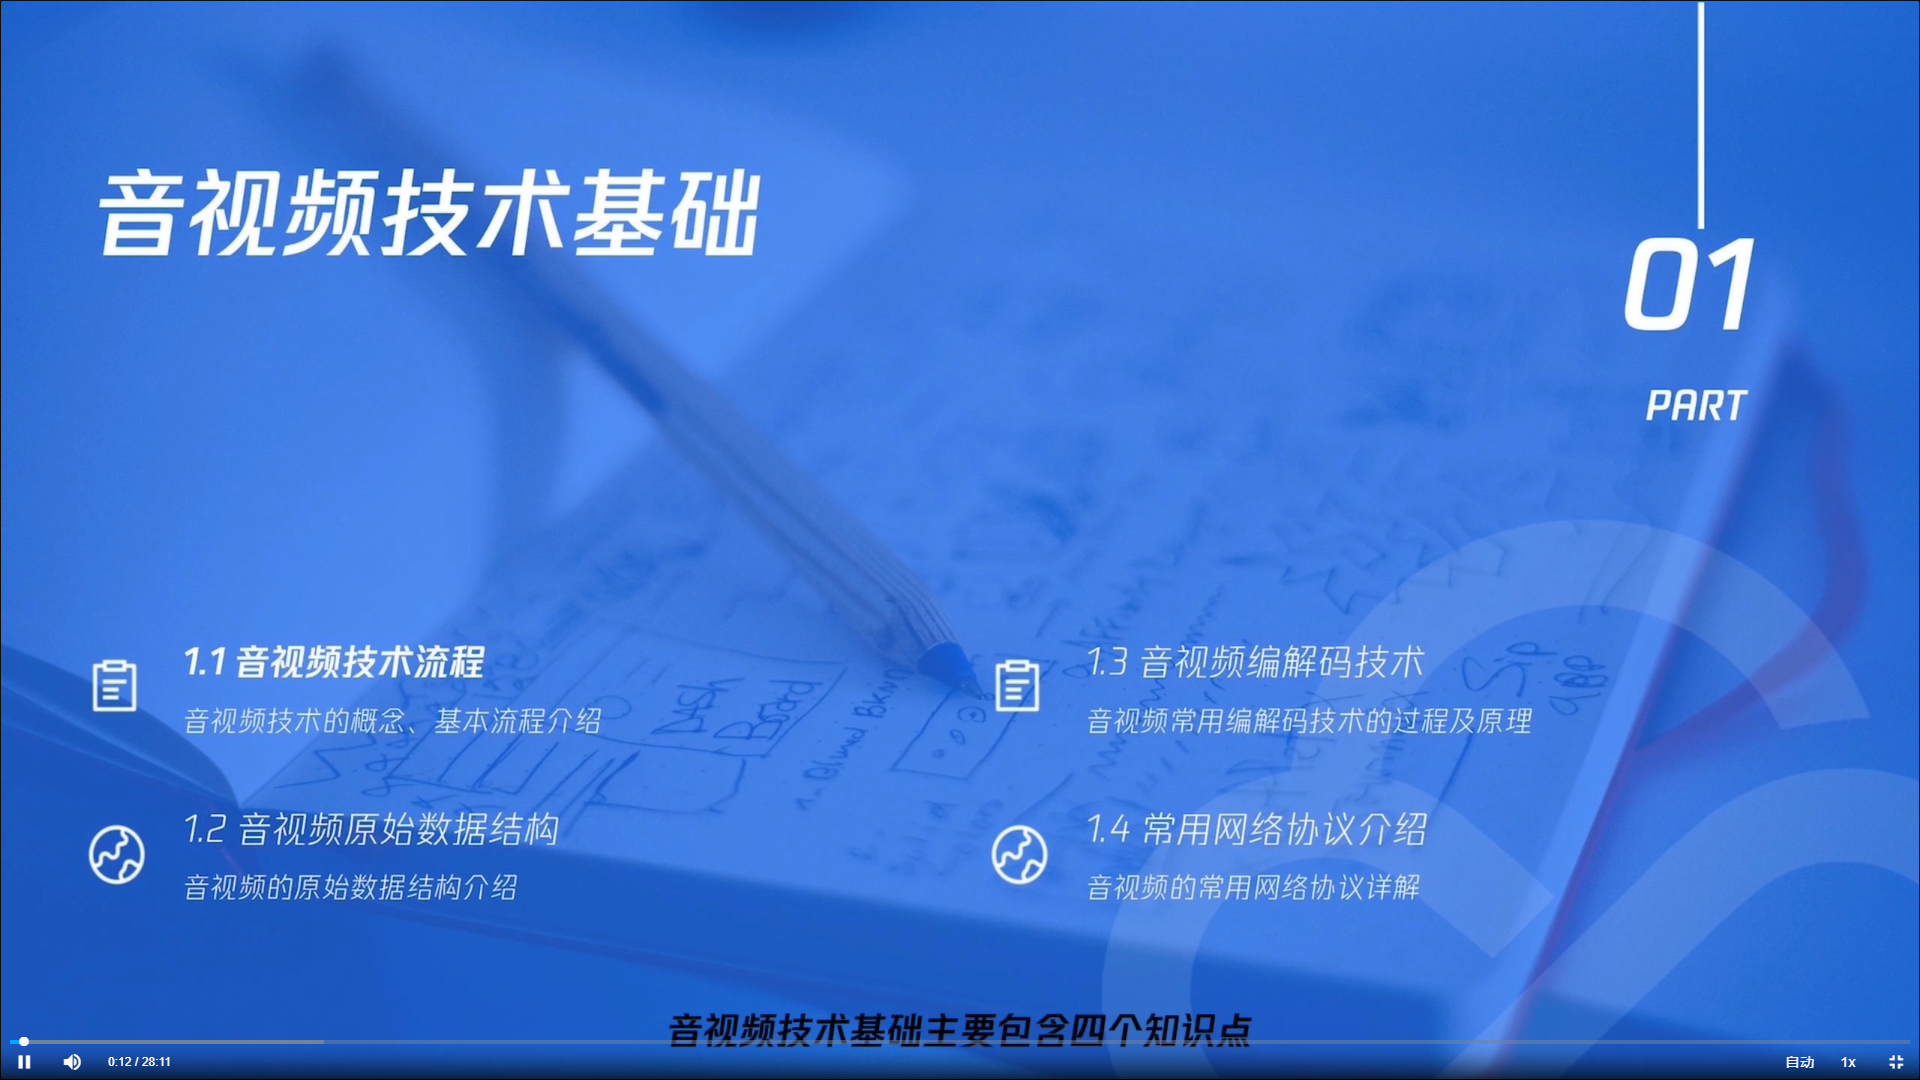 音视频技术基础
01
PART
1.1 音视频技术流程
音视频技术的概念、基本流程介绍
1.2 音视频原始数据结构
音视频的原始数据结构介绍
1.3 音视频编解码技术
音视频常用编解码技术的过程及原理
1.4 常用网络协议介绍
音视频的常用网络协议详解
音视频技术基础主要包含四个知识点
0:12 / 28:11
自动
1x